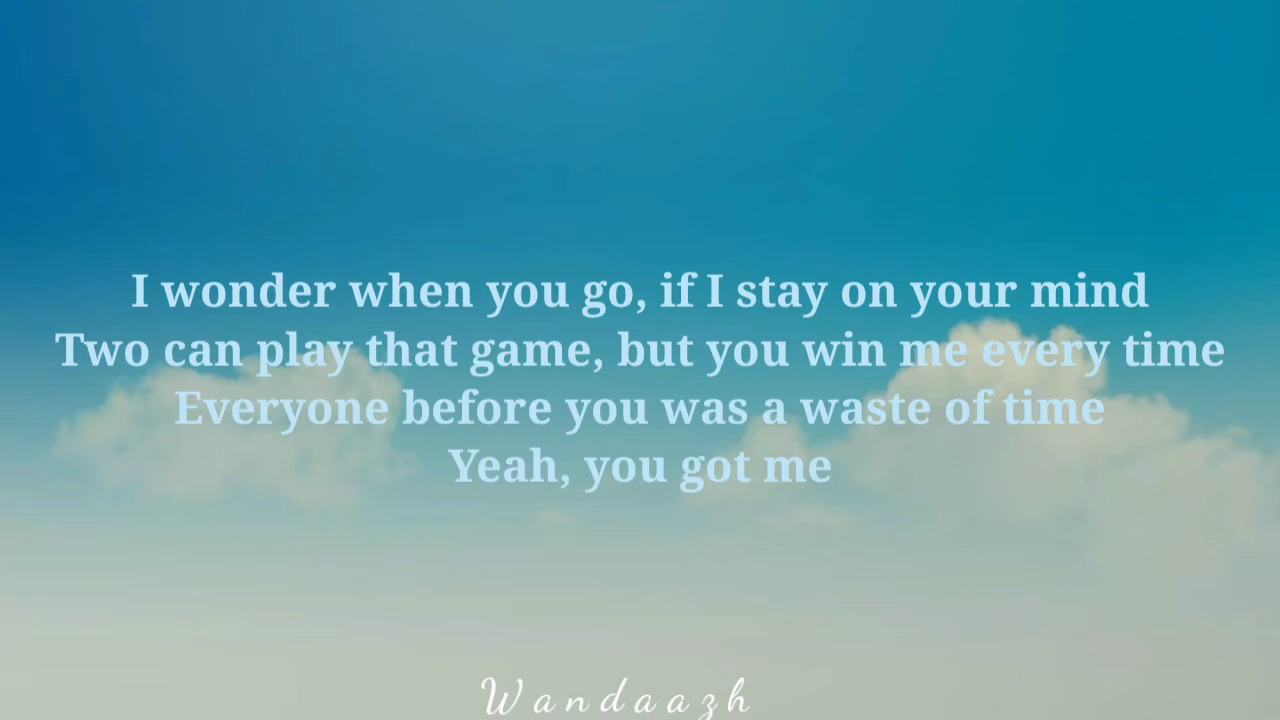 I wonder when you go, if I stay on your mind
Two can play that game, but you win me every time
Everyone before you was a waste of time
Yeah, you got me
Wandaazh